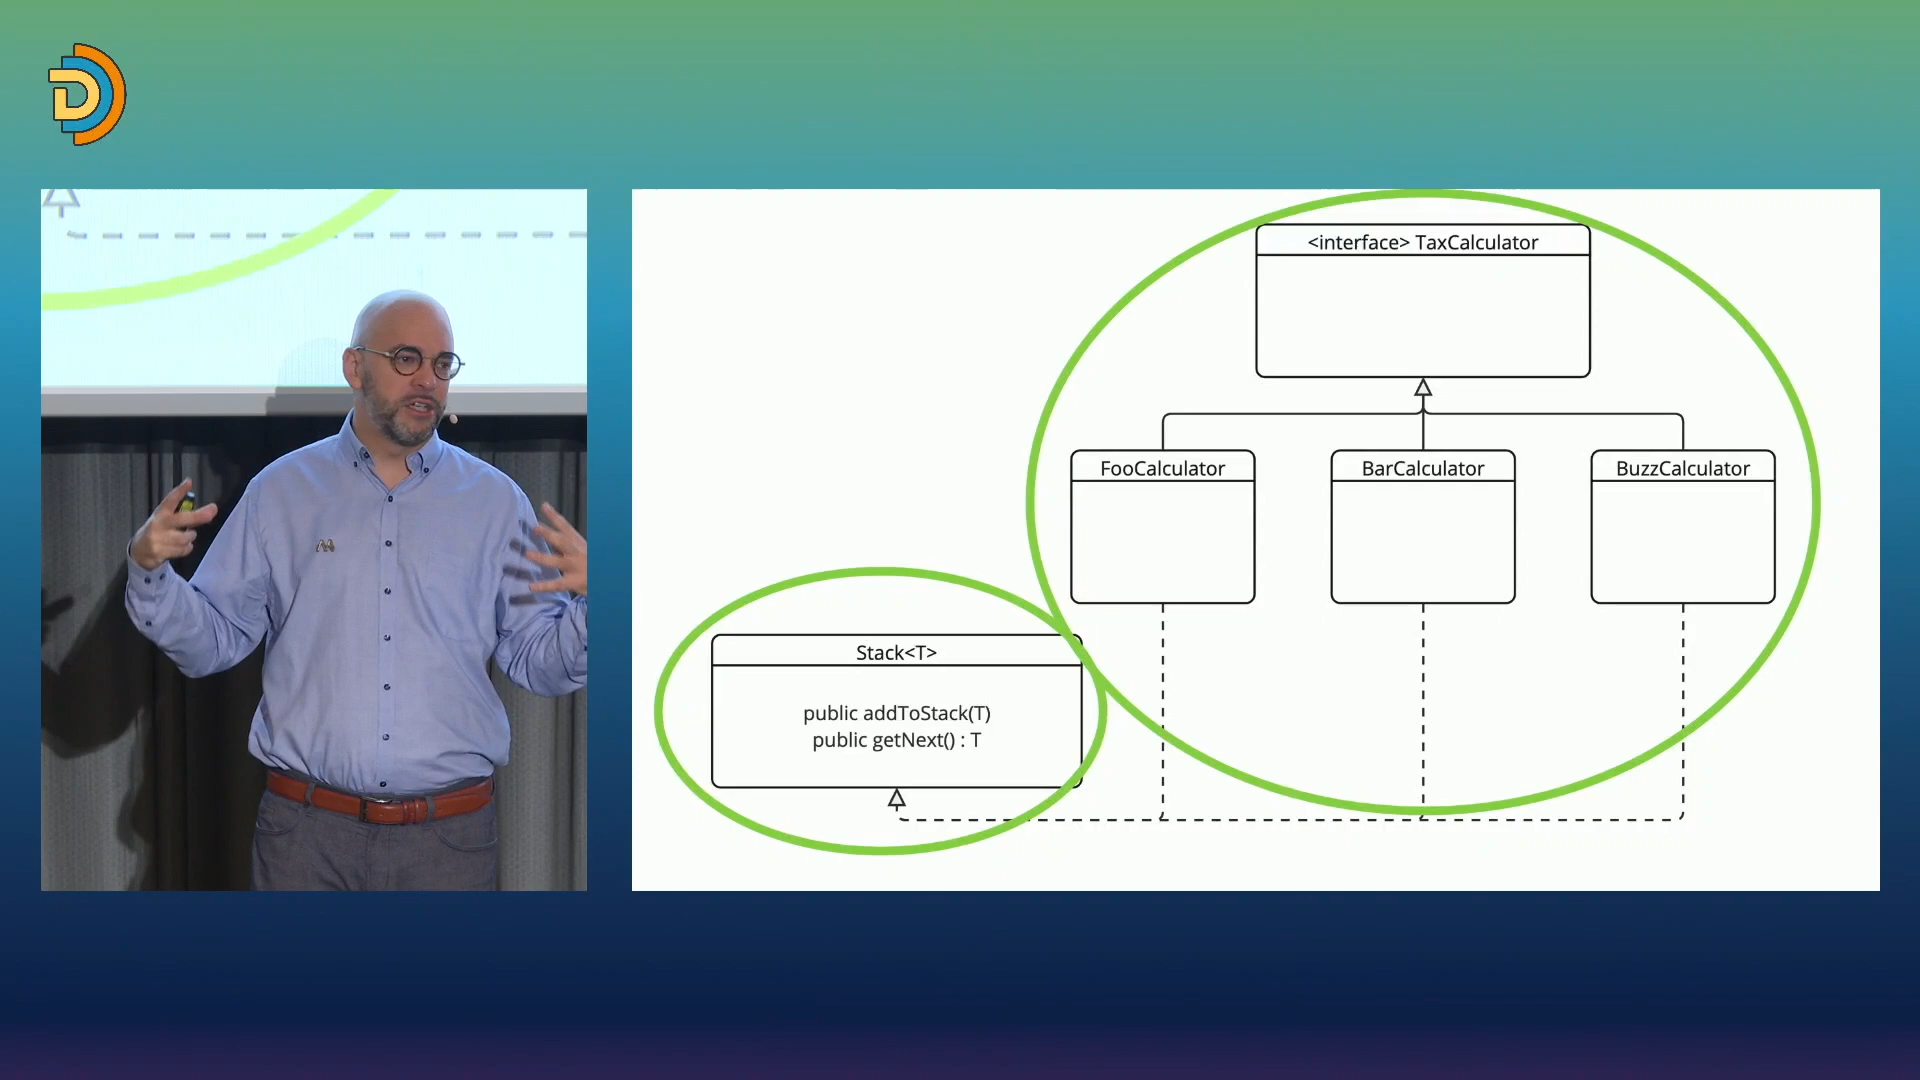 D
<interface> TaxCalculator
FooCalculator
BarCalculator
BuzzCalculator
Stack<T>
public addToStack(T)
public getNext() : T